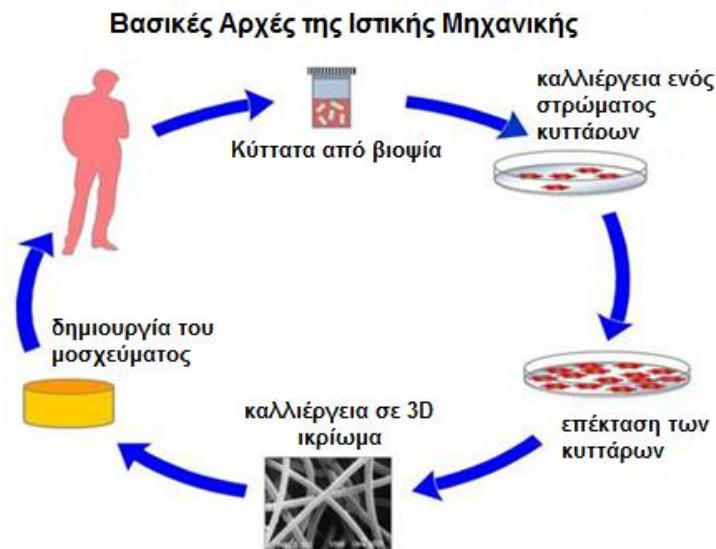 Βασικές Αρχές της Ιστικής Μηχανικής
Κύττατα από βιοψία
καλλιέργεια ενός
στρώματος
κυττάρων
επέκταση των
κυττάρων
καλλιέργεια σε 3D
ικρίωμα
δημιουργία του
μοσχεύματος